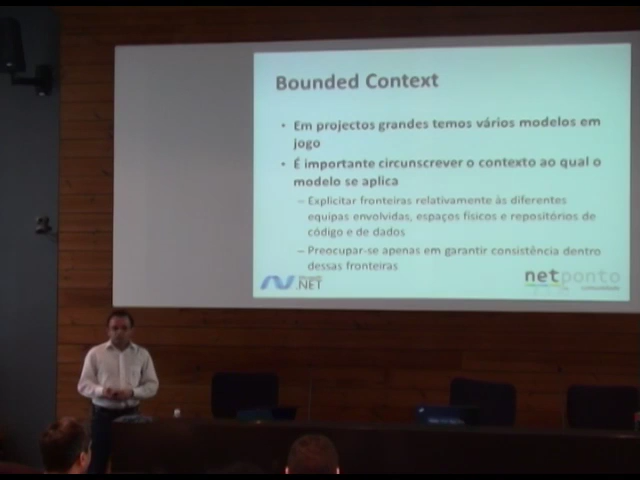 Bounded Context
• Em projectos grandes temos vários modelos em
jogo
• É importante circunscrever o contexto ao qual o
modelo se aplica
– Explicitar fronteiras relativamente às diferentes
equipas envolvidas, espaços físicos e repositórios de
código e de dados
– Preocupar-se apenas em garantir consistência dentro
dessas fronteiras
.NET
netponto
comunidade